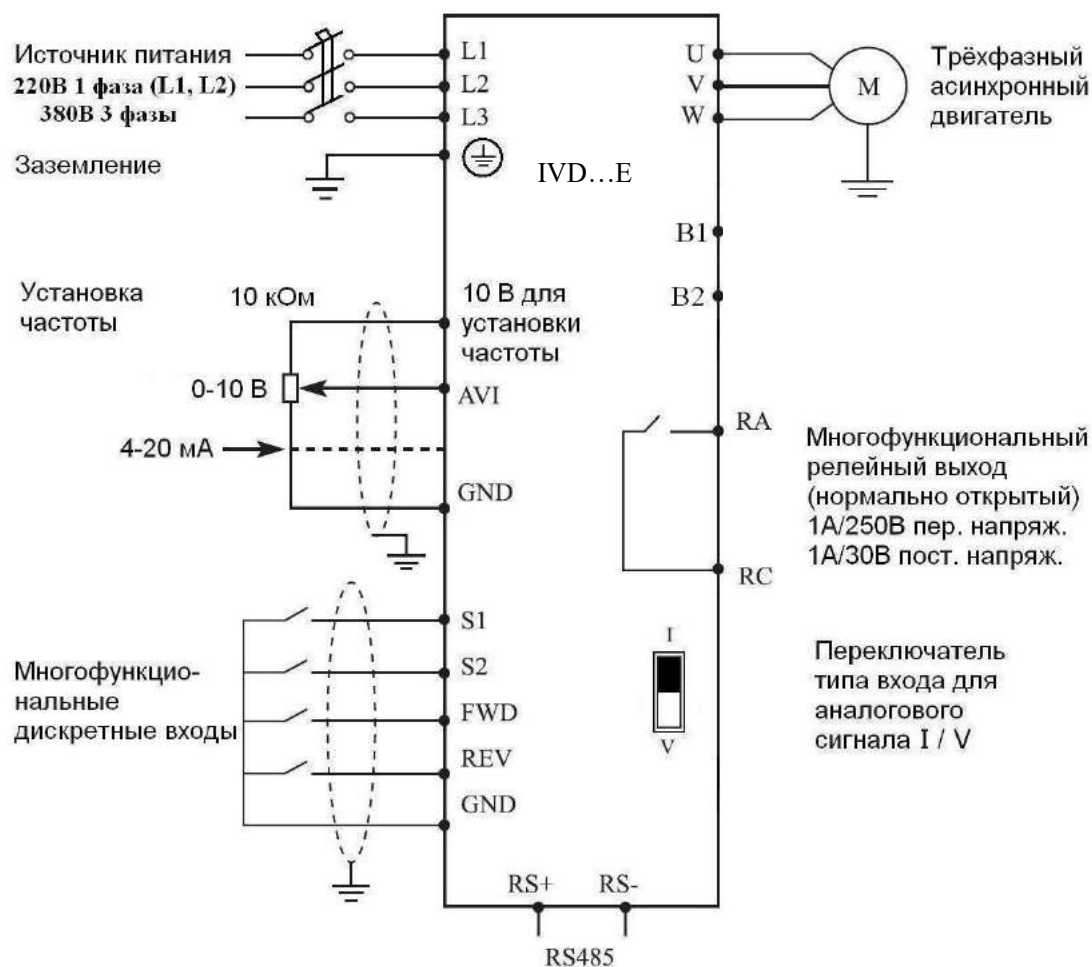 Источник питания
220В 1 фаза (L1, L2)
380В 3 фазы
Заземление
L1
L2
L3
IVD…E
U
V
W
M
Трёхфазный
асинхронный
двигатель
B1
B2
Установка
частоты
10 кОм
0-10 В
4-20 мА
10 В для
установки
частоты
AVI
GND
RA
RC
Многофункциональный
релейный выход
(нормально открытый)
1А/250В пер. напряж.
1А/30В пост. напряж.
Многофункцио-
нальные
дискретные входы
S1
S2
FWD
REV
GND
I
V
Переключатель
типа входа для
аналогового
сигнала I / V
RS+
RS-
RS485